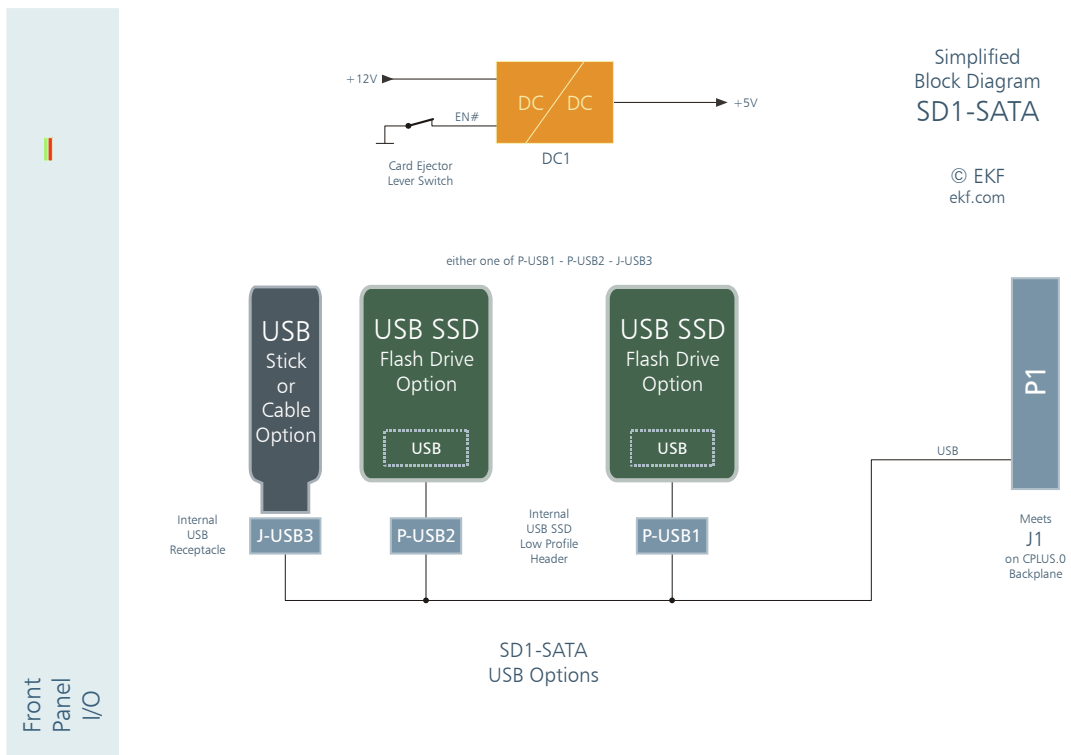 Simplified
Block Diagram
SD1-SATA
© EKF
ekf.com
+12V
EN#
DC
DC
+5V
DC1
Card Ejector
Lever Switch
either one of P-USB1 - P-USB2 - J-USB3
USB
Stick
or
Cable
Option
USB SSD
Flash Drive
Option
USB
USB SSD
Flash Drive
Option
USB
P1
USB
Internal
USB
Receptacle
J-USB3
P-USB2
Internal
USB SSD
Low Profile
Header
P-USB1
Meets
J1
on CPLUS.0
Backplane
SD1-SATA
USB Options
Front
Panel
I/O